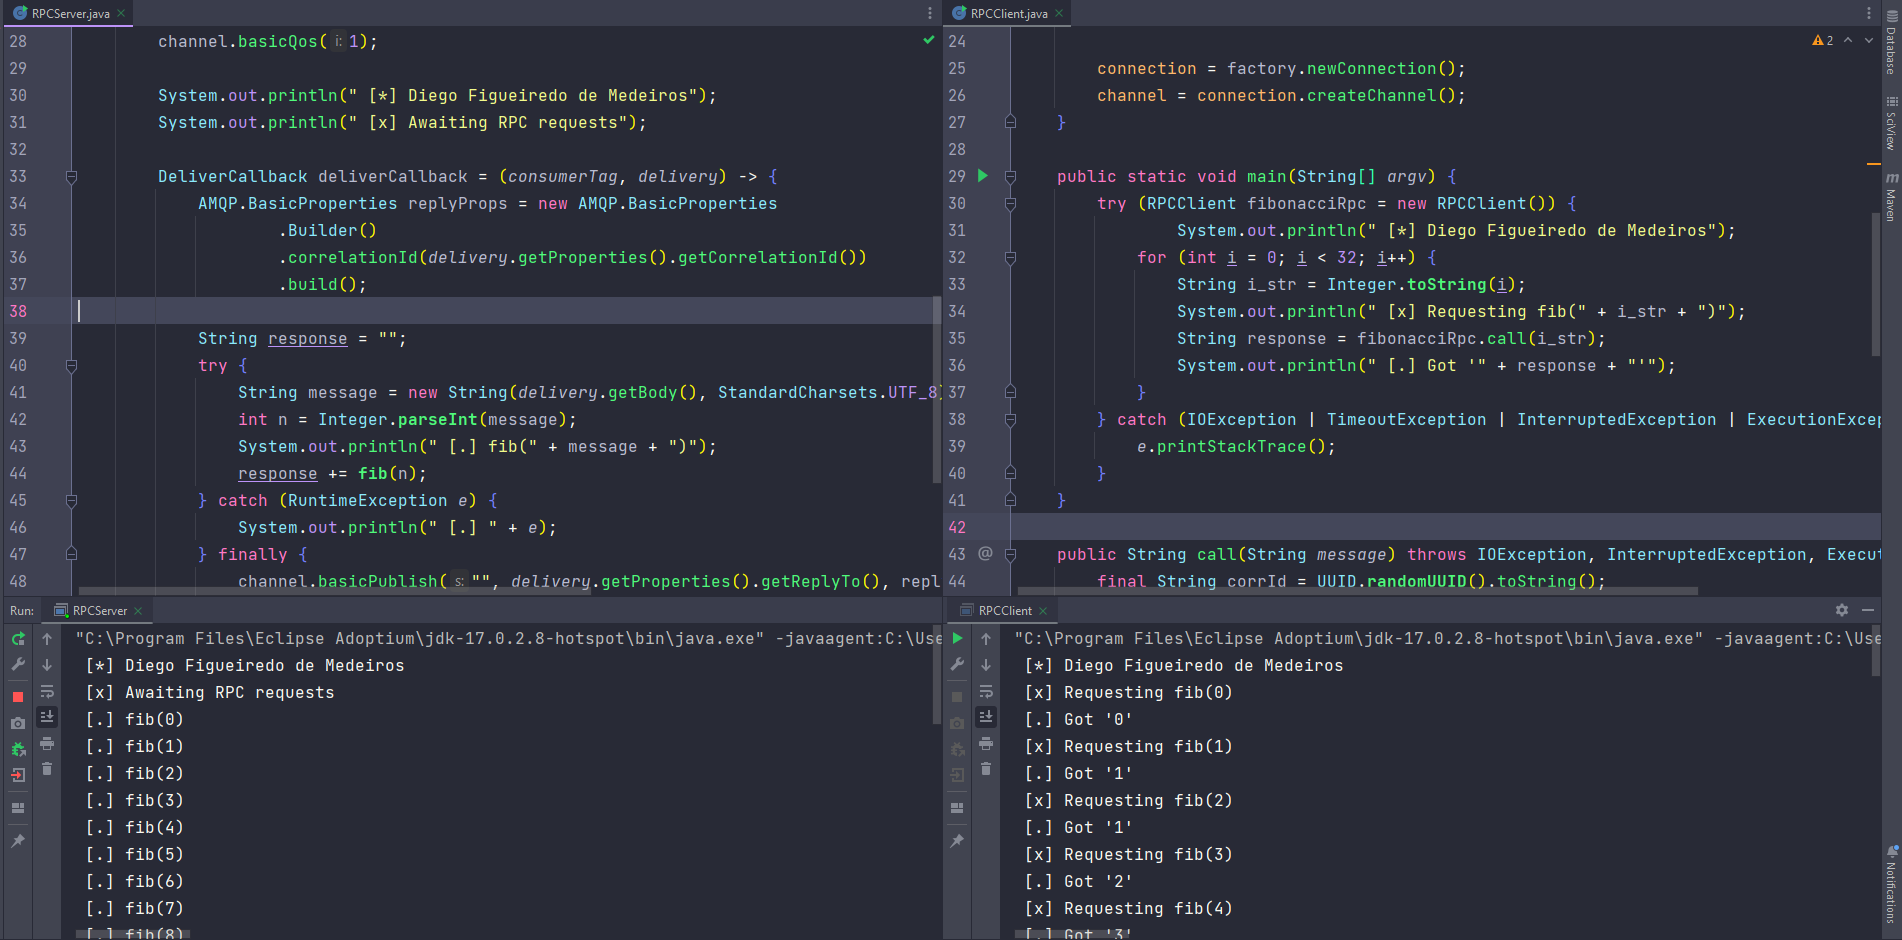 RPCServer.java
28 channel.basicQos( i: 1);
29
30 System.out.println(" [*] Diego Figueiredo de Medeiros");
31 System.out.println(" [x] Awaiting RPC requests");
32
33 DeliverCallback deliverCallback = (consumerTag, delivery) -> {
34 AMQP.BasicProperties replyProps = new AMQP.BasicProperties
35 .Builder()
36 .correlationId(delivery.getProperties().getCorrelationId())
37 .build();
38
39 String response = "";
40 try {
41 String message = new String(delivery.getBody(), StandardCharsets.UTF_8)
42 int n = Integer.parseInt(message);
43 System.out.println(" [.] fib(" + message + ")");
44 response += fib(n);
45 } catch (RuntimeException e) {
46 System.out.println(" [.] " + e);
47 } finally {
48 channel.basicPublish( s: "", delivery.getProperties().getReplyTo(), repl
RPCClient.java
2
24
25 connection = factory.newConnection();
26 channel = connection.createChannel();
27 }
28
29 public static void main(String[] argv) {
30 try (RPCClient fibonacciRpc = new RPCClient()) {
31 System.out.println(" [*] Diego Figueiredo de Medeiros");
32 for (int i = 0; i < 32; i++) {
33 String i_str = Integer.toString(i);
34 System.out.println(" [x] Requesting fib(" + i_str + ")");
35 String response = fibonacciRpc.call(i_str);
36 System.out.println(" [.] Got '" + response + "'");
37 }
38 } catch (IOException | TimeoutException | InterruptedException | ExecutionExcep
39 e.printStackTrace();
40 }
41 }
42
43 @ public String call(String message) throws IOException, InterruptedException, Execut
44 final String corrId = UUID.randomUUID().toString();
Database
SciView
m Maven
Notifications
Run: RPCServer
"C:\Program Files\Eclipse Adoptium\jdk-17.0.2.8-hotspot\bin\java.exe" -javaagent:C:\Use
[*] Diego Figueiredo de Medeiros
[x] Awaiting RPC requests
[.] fib(0)
[.] fib(1)
[.] fib(2)
[.] fib(3)
[.] fib(4)
[.] fib(5)
[.] fib(6)
[.] fib(7)
[.] fib(8)
RPCClient
"C:\Program Files\Eclipse Adoptium\jdk-17.0.2.8-hotspot\bin\java.exe" -javaagent:C:\Use
[*] Diego Figueiredo de Medeiros
[x] Requesting fib(0)
[.] Got '0'
[x] Requesting fib(1)
[.] Got '1'
[x] Requesting fib(2)
[.] Got '1'
[x] Requesting fib(3)
[.] Got '2'
[x] Requesting fib(4)
[.] Got '3'